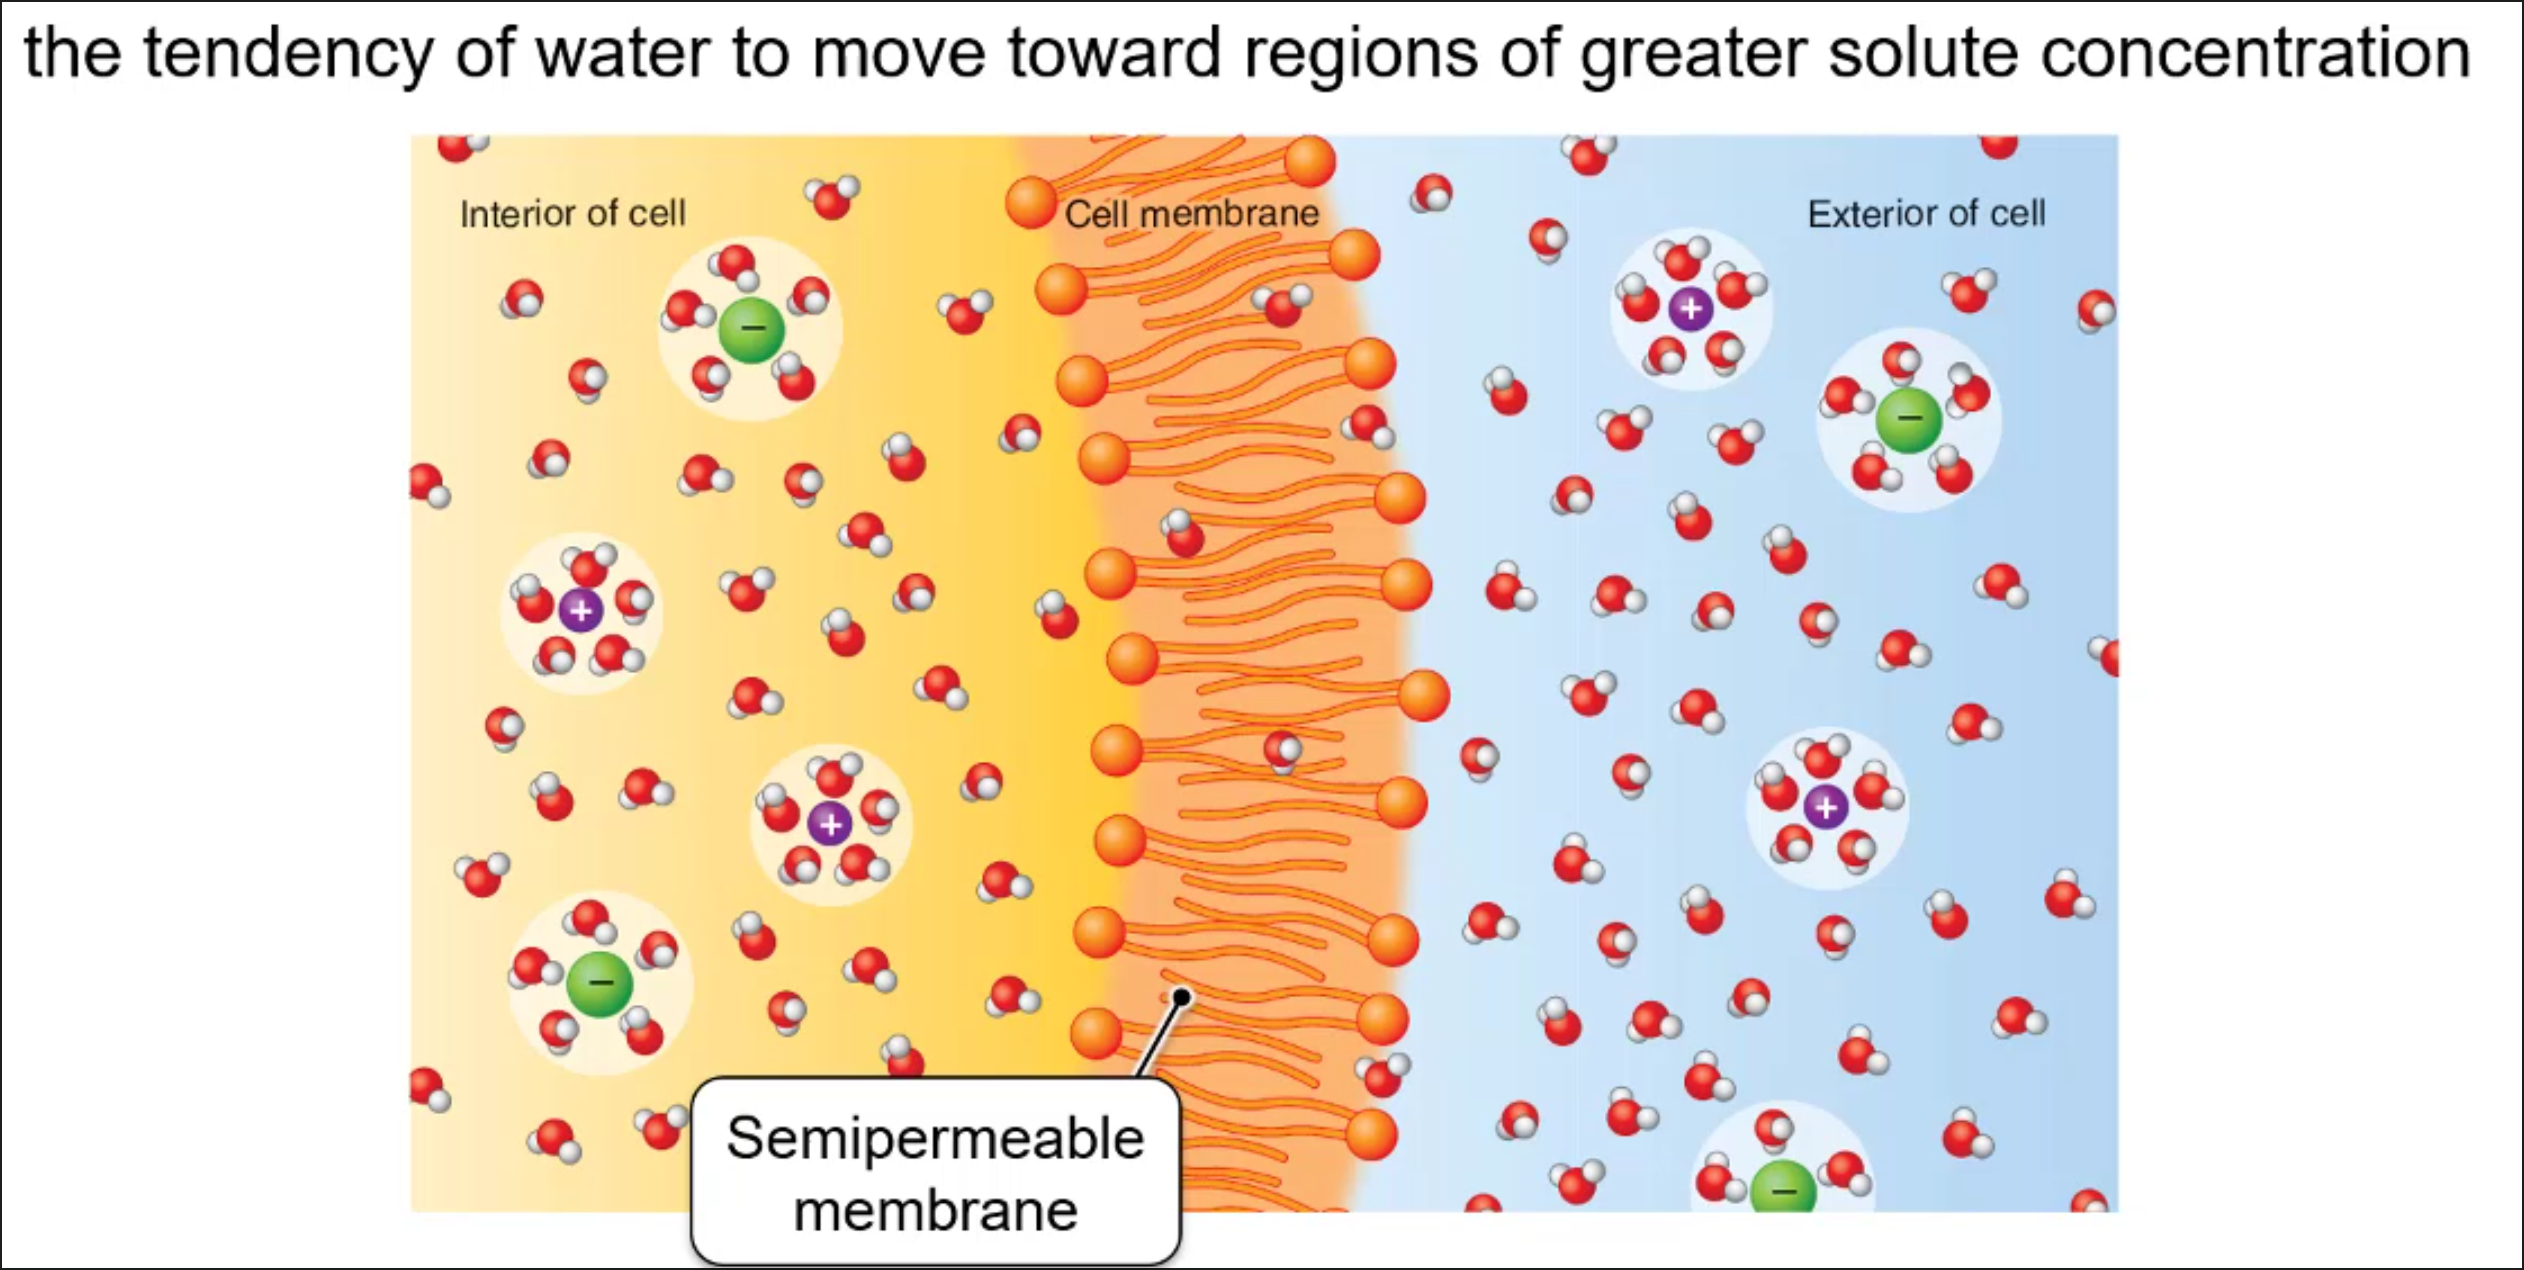 the tendency of water to move toward regions of greater solute concentration
Interior of cell
Cell membrane
Exterior of cell
−
+
−
+
+
+
−
−
Semipermeable
membrane